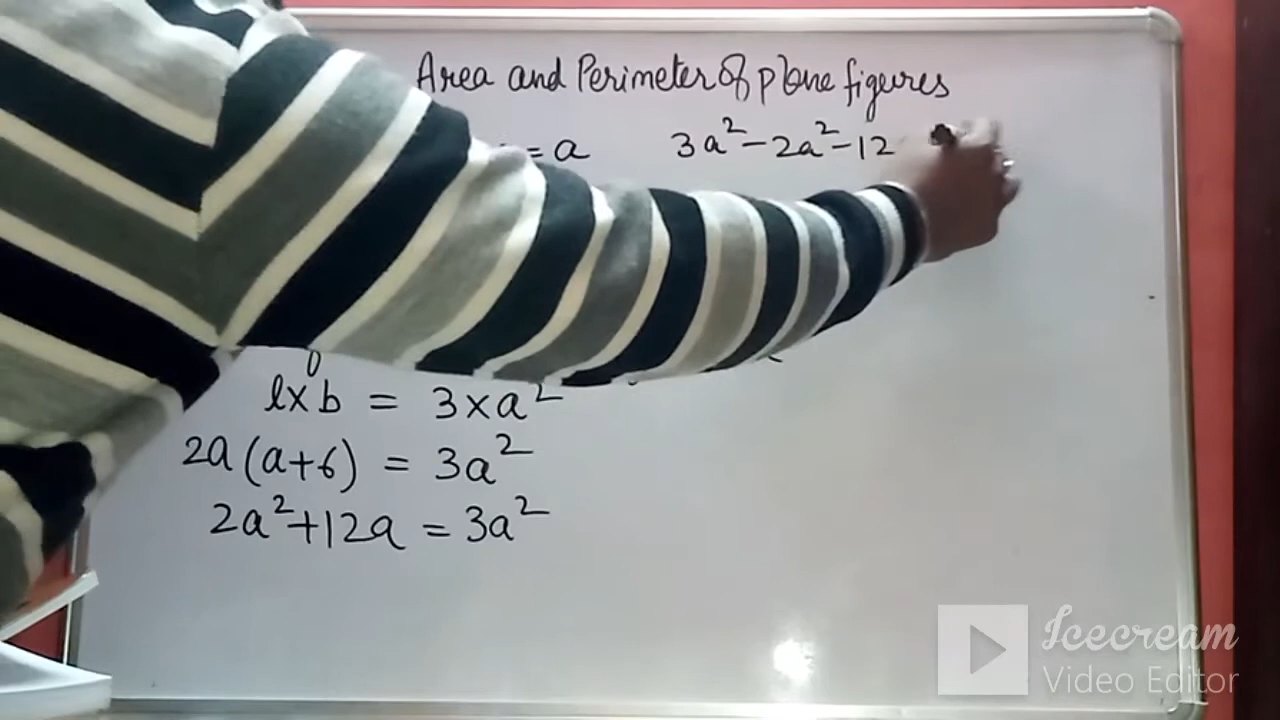 Area and Perimeter of plane figures
= a
3a² - 2a² - 12
l x b = 3 x a²
2a (a+6) = 3a²
2a² + 12a = 3a²
Icecream
Video Editor